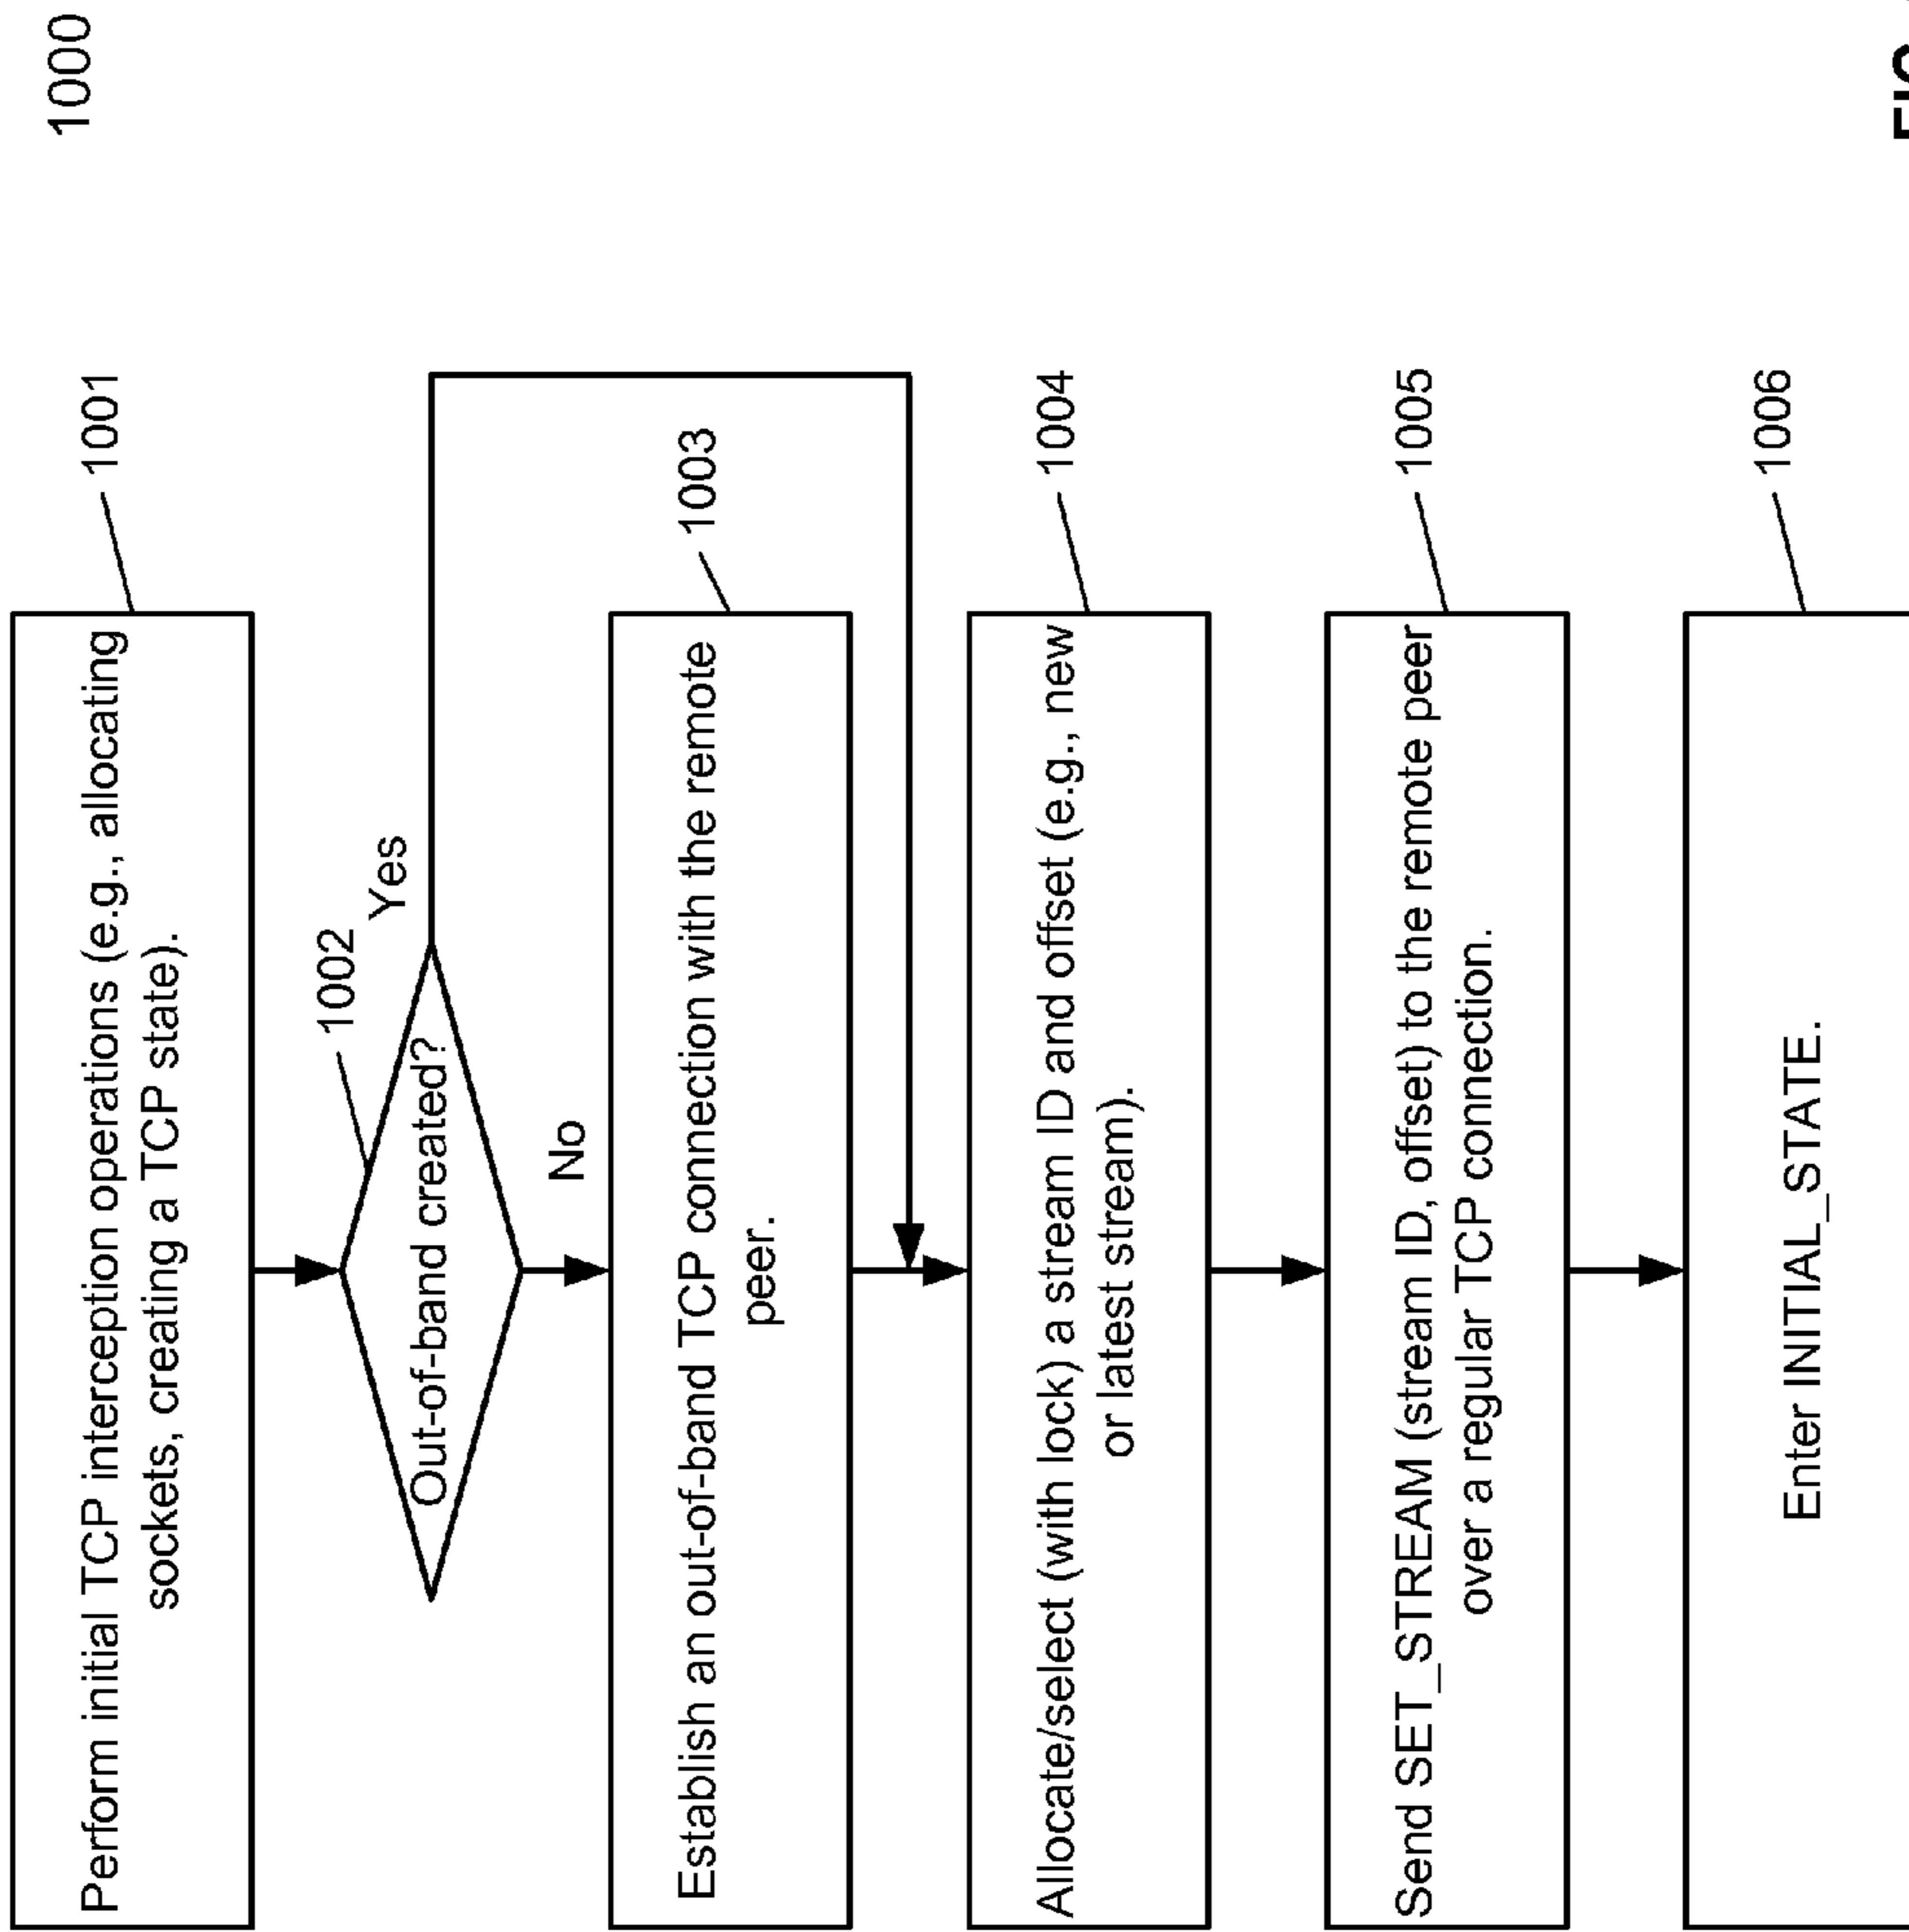 1000
Perform initial TCP interception operations (e.g., allocating
sockets, creating a TCP state).
1001
1002
Out-of-band created?
Yes
No
Establish an out-of-band TCP connection with the remote
peer.
1003
Allocate/select (with lock) a stream ID and offset (e.g., new
or latest stream).
1004
Send SET_STREAM (stream ID, offset) to the remote peer
over a regular TCP connection.
1005
Enter INITIAL_STATE.
1006